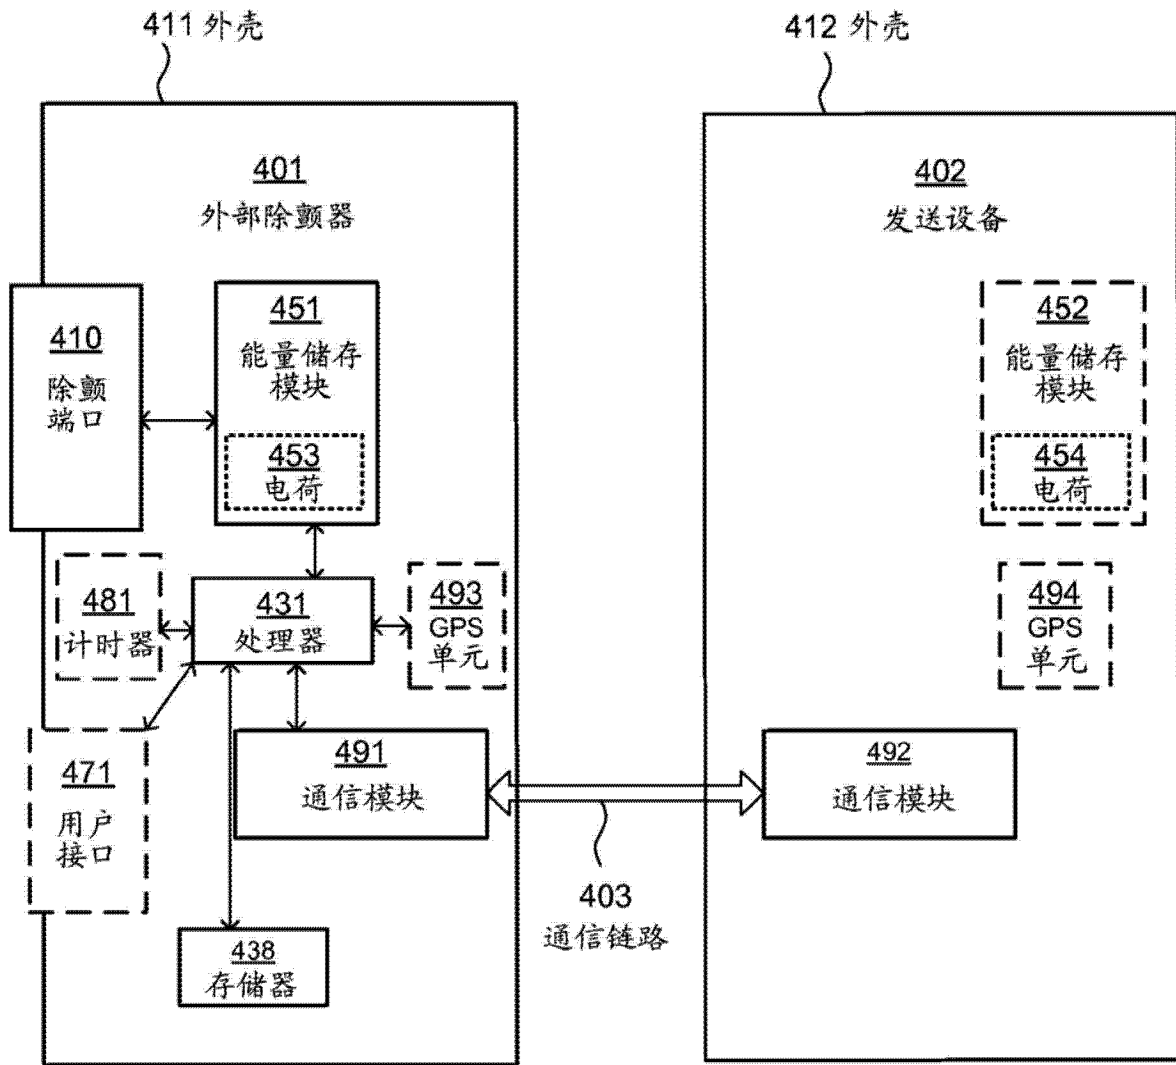 411 外壳
412 外壳
401
外部除颤器
402
发送设备
410
除颤
端口
451
能量储存
模块
453
电荷
452
能量储存
模块
454
电荷
481
计时器
431
处理器
493
GPS
单元
494
GPS
单元
471
用户
接口
491
通信模块
492
通信模块
403
通信链路
438
存储器